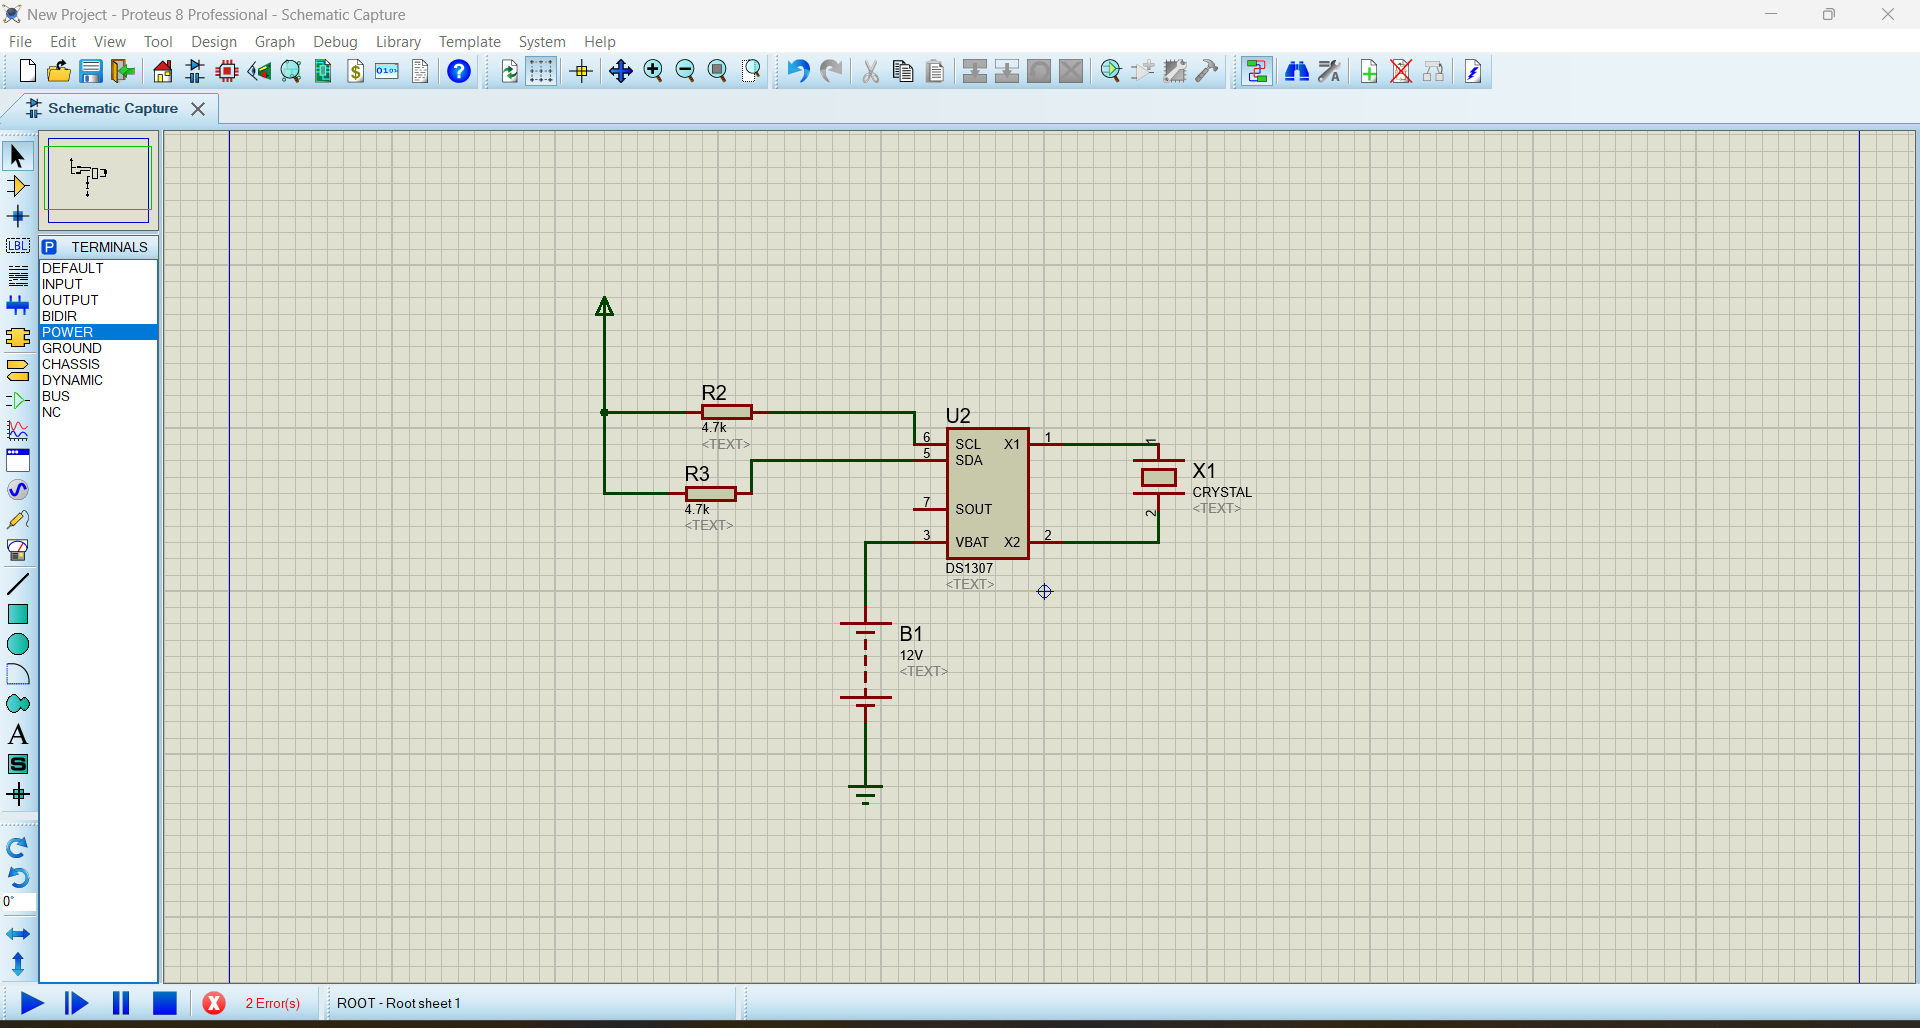 New Project - Proteus 8 Professional - Schematic Capture
File Edit View Tool Design Graph Debug Library Template System Help
Schematic Capture
LBL
P TERMINALS
DEFAULT
INPUT
OUTPUT
BIDIR
POWER
GROUND
CHASSIS
DYNAMIC
BUS
NC
A
S
0°
R2
4.7k
<TEXT>
R3
4.7k
<TEXT>
U2
6 SCL X1 1
5 SDA
7 SOUT
3 VBAT X2 2
DS1307
<TEXT>
1
X1
CRYSTAL
<TEXT>
2
B1
12V
<TEXT>
2 Error(s)
ROOT - Root sheet 1